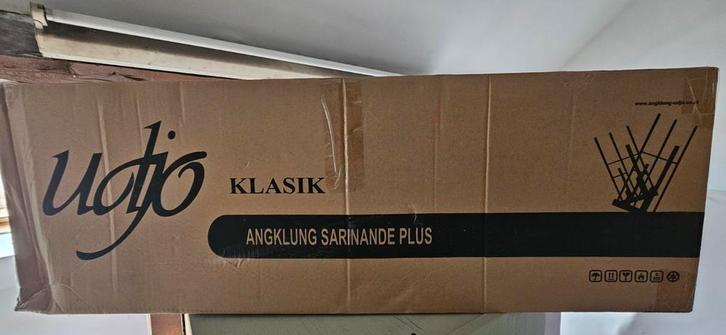 udjo
KLASIK
ANGKLUNG SARINANDE PLUS
www.angklung-udjo.co.id